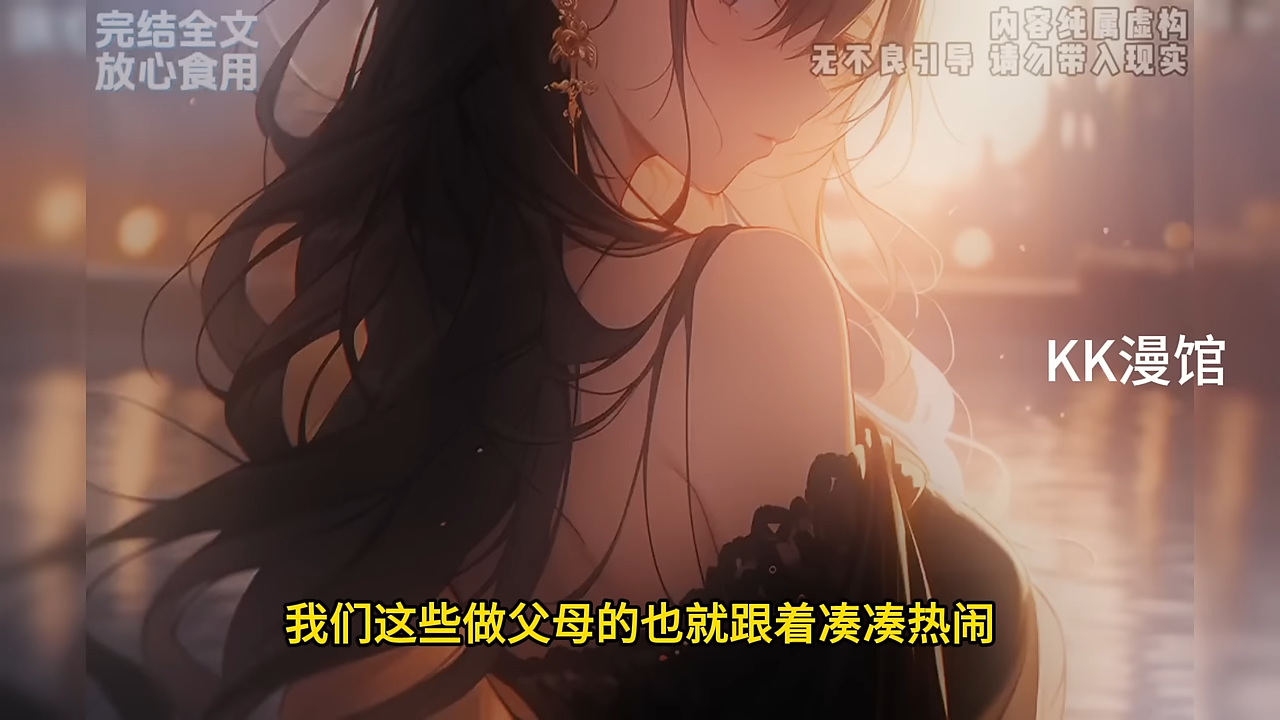 完结全文
放心食用
内容纯属虚构
无不良引导 请勿带入现实
KK漫馆
我们这些做父母的也就跟着凑凑热闹